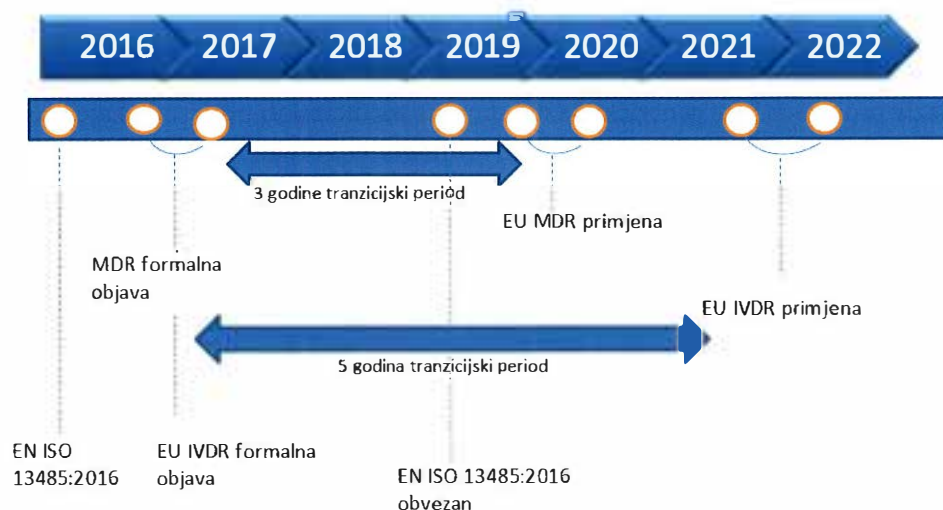 2016 2017 2018 2019 2020 2021 2022
3 godine tranzicijski period
EU MDR primjena
MDR formalna
objava
EU IVDR primjena
5 godina tranzicijski period
EN ISO
13485:2016
EU IVDR formalna
objava
EN ISO 13485:2016
obvezan